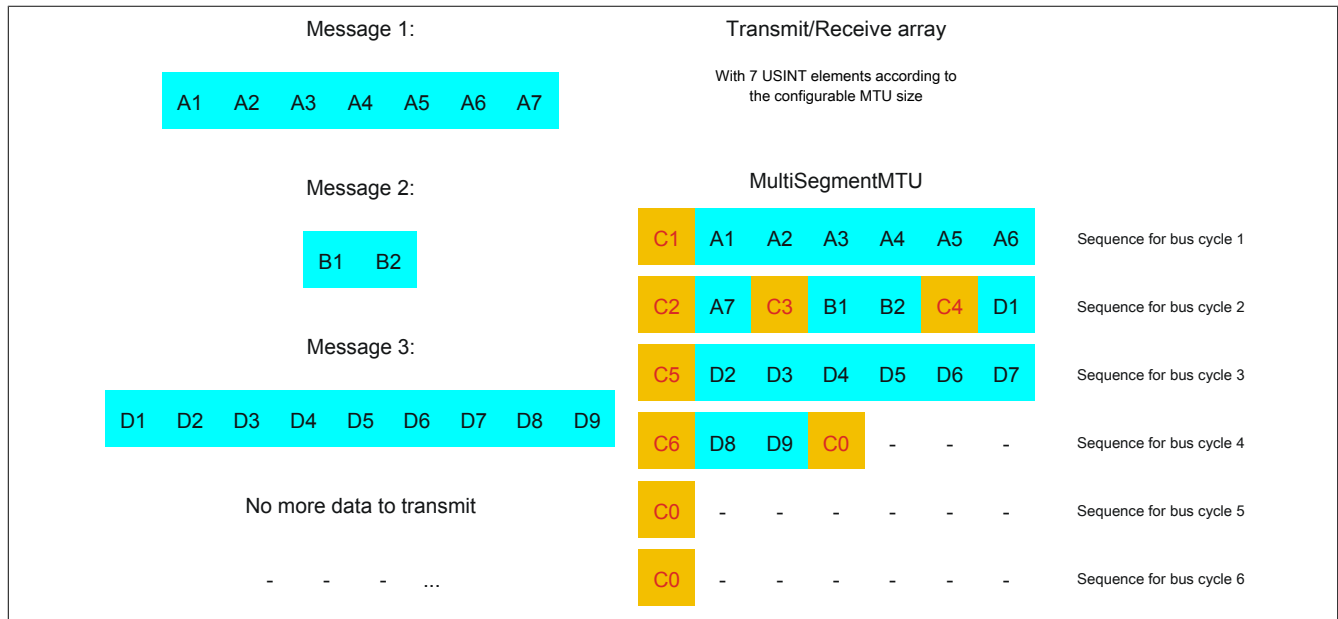 Message 1:
A1 A2 A3 A4 A5 A6 A7
Message 2:
B1 B2
Message 3:
D1 D2 D3 D4 D5 D6 D7 D8 D9
No more data to transmit
- - - ...
Transmit/Receive array
With 7 USINT elements according to
the configurable MTU size
MultiSegmentMTU
C1 A1 A2 A3 A4 A5 A6 Sequence for bus cycle 1
C2 A7 C3 B1 B2 C4 D1 Sequence for bus cycle 2
C5 D2 D3 D4 D5 D6 D7 Sequence for bus cycle 3
C6 D8 D9 C0 - - - Sequence for bus cycle 4
C0 - - - - - - Sequence for bus cycle 5
C0 - - - - - - Sequence for bus cycle 6